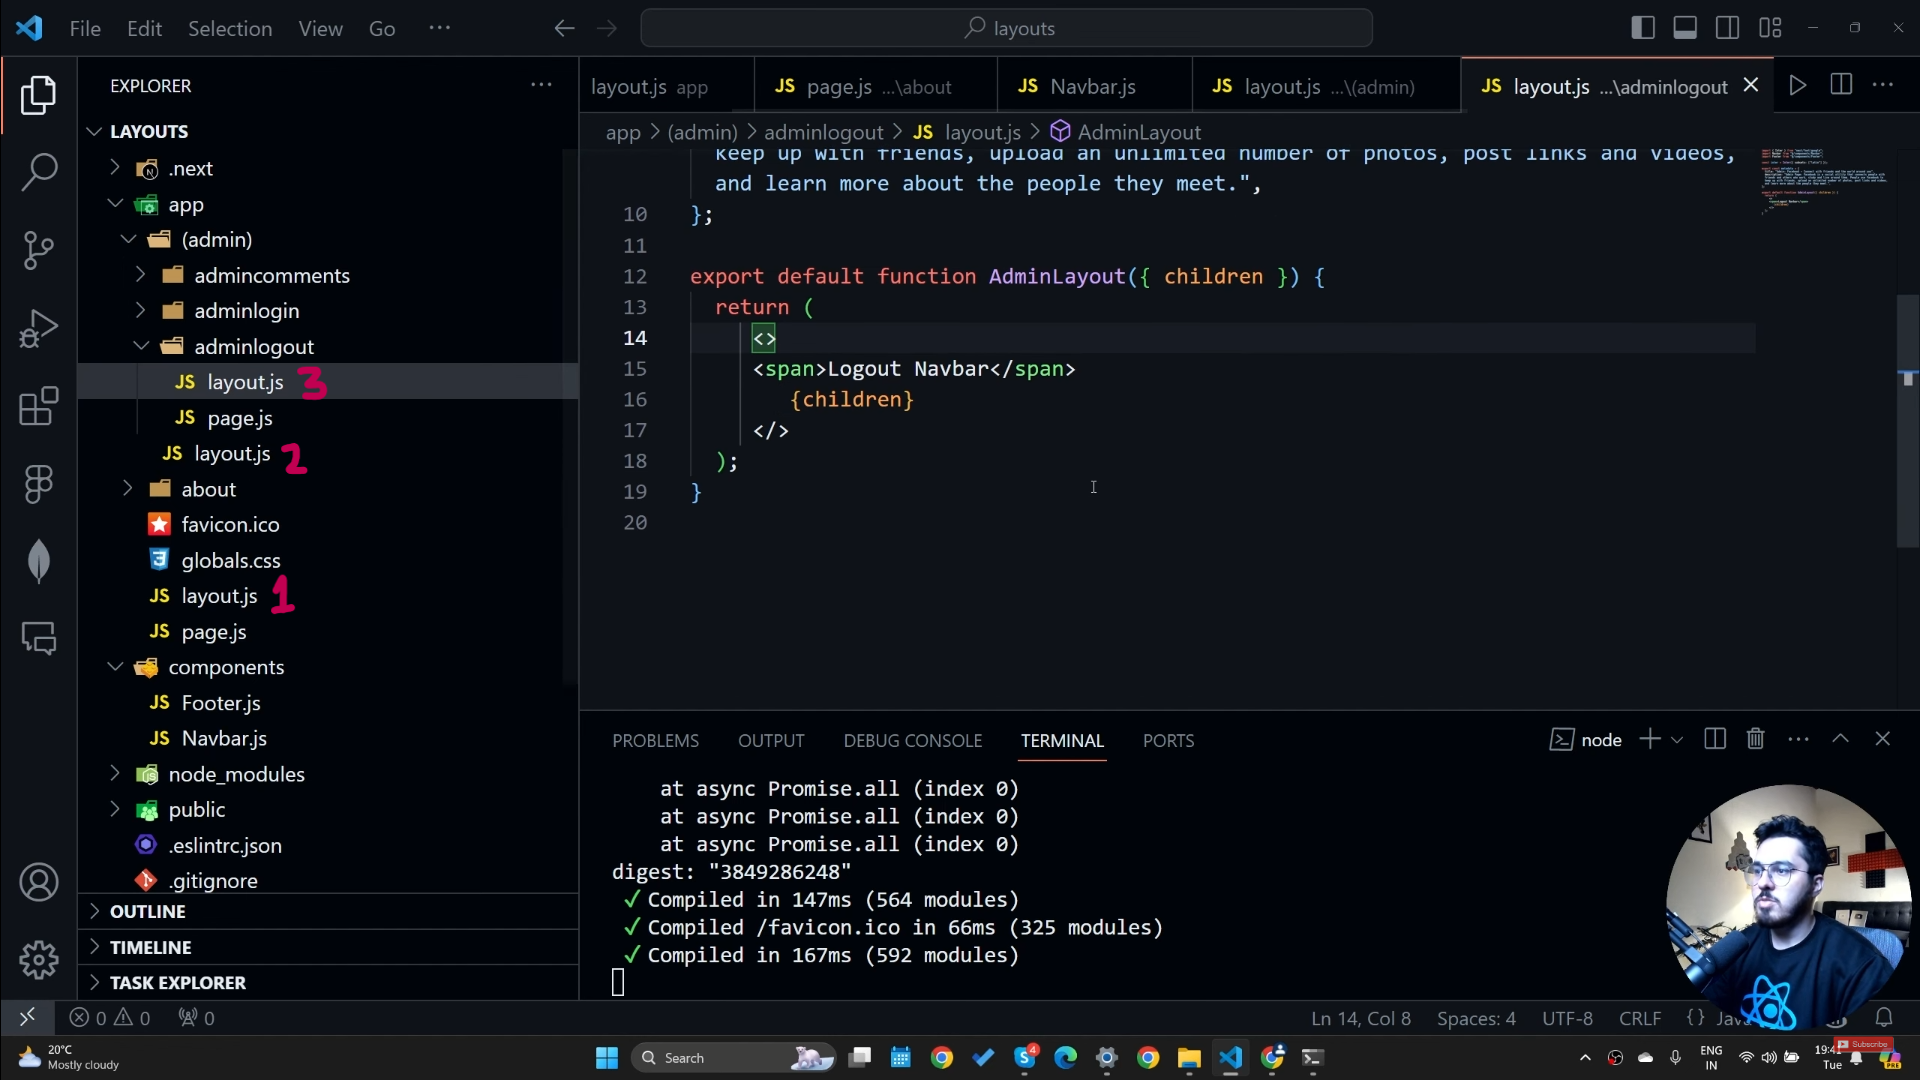 File Edit Selection View Go ···
layouts
EXPLORER ···
LAYOUTS
.next
app
(admin)
admincomments
adminlogin
adminlogout
JS layout.js 3
JS page.js
JS layout.js 2
about
favicon.ico
globals.css
JS layout.js 1
JS page.js
components
JS Footer.js
JS Navbar.js
node_modules
public
.eslintrc.json
.gitignore
OUTLINE
TIMELINE
TASK EXPLORER
layout.js app
JS page.js ...\about
JS Navbar.js
JS layout.js ...\(admin)
JS layout.js ...\adminlogout
app > (admin) > adminlogout > JS layout.js > AdminLayout
keep up with friends, upload an unlimited number of photos, post links and videos,
and learn more about the people they meet.",
10 };
11
12 export default function AdminLayout({ children }) {
13 return (
14 <>
15 <span>Logout Navbar</span>
16 {children}
17 </>
18 );
19 }
20
PROBLEMS OUTPUT DEBUG CONSOLE TERMINAL PORTS
node
at async Promise.all (index 0)
at async Promise.all (index 0)
at async Promise.all (index 0)
digest: "3849286248"
✓ Compiled in 147ms (564 modules)
✓ Compiled /favicon.ico in 66ms (325 modules)
✓ Compiled in 167ms (592 modules)
0 0 0
Ln 14, Col 8 Spaces: 4 UTF-8 CRLF {}
20°C
Mostly cloudy
Search
4
ENG
IN
Tue
Subscribe
PRE